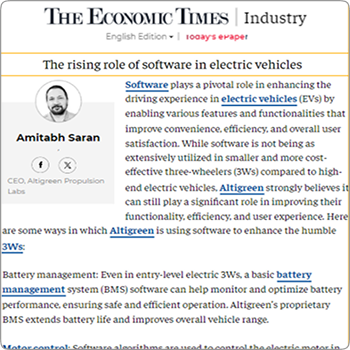 THE ECONOMIC TIMES | Industry
English Edition | Today's ePaper
The rising role of software in electric vehicles
Amitabh Saran
CEO, Altigreen Propulsion
Labs
Software plays a pivotal role in enhancing the
driving experience in electric vehicles (EVs) by
enabling various features and functionalities that
improve convenience, efficiency, and overall user
satisfaction. While software is not being as
extensively utilized in smaller and more cost-
effective three-wheelers (3Ws) compared to high-
end electric vehicles, Altigreen strongly believes it
can still play a significant role in improving their
functionality, efficiency, and user experience. Here
are some ways in which Altigreen is using software to enhance the humble
3Ws:
Battery management: Even in entry-level electric 3Ws, a basic battery
management system (BMS) software can help monitor and optimize battery
performance, ensuring safe and efficient operation. Altigreen's proprietary
BMS extends battery life and improves overall vehicle range.
Motor control: Software algorithms are used to control the electric motor in